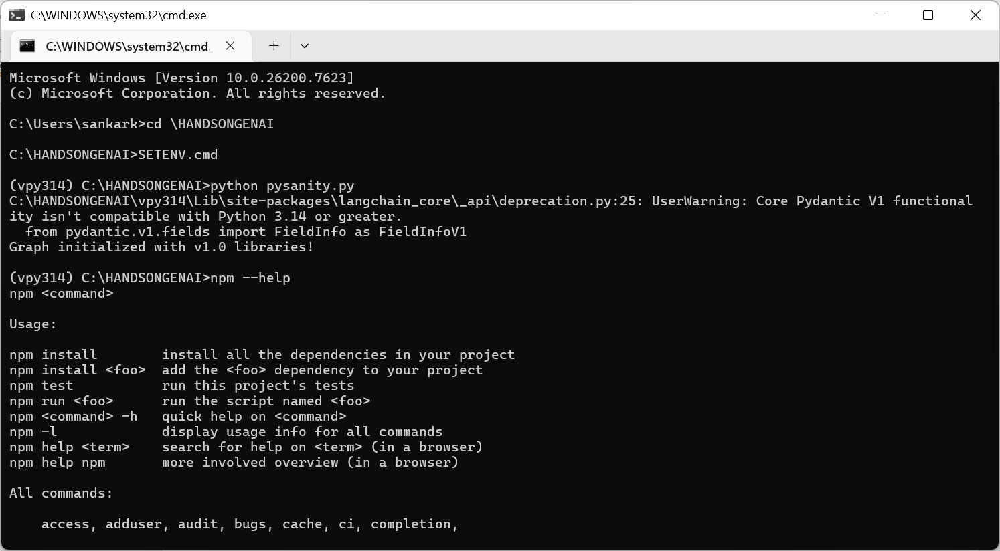 C:\WINDOWS\system32\cmd.exe
C:\WINDOWS\system32\cmd.
Microsoft Windows [Version 10.0.26200.7623]
(c) Microsoft Corporation. All rights reserved.
C:\Users\sankark>cd \HANDSONGENAI
C:\HANDSONGENAI>SETENV.cmd
(vpy314) C:\HANDSONGENAI>python pysanity.py
C:\HANDSONGENAI\vpy314\Lib\site-packages\langchain_core\_api\deprecation.py:25: UserWarning: Core Pydantic V1 functional
ity isn't compatible with Python 3.14 or greater.
  from pydantic.v1.fields import FieldInfo as FieldInfoV1
Graph initialized with v1.0 libraries!
(vpy314) C:\HANDSONGENAI>npm --help
npm <command>
Usage:
npm install        install all the dependencies in your project
npm install <foo>  add the <foo> dependency to your project
npm test           run this project's tests
npm run <foo>      run the script named <foo>
npm <command> -h   quick help on <command>
npm -l             display usage info for all commands
npm help <term>    search for help on <term> (in a browser)
npm help npm       more involved overview (in a browser)
All commands:
    access, adduser, audit, bugs, cache, ci, completion,